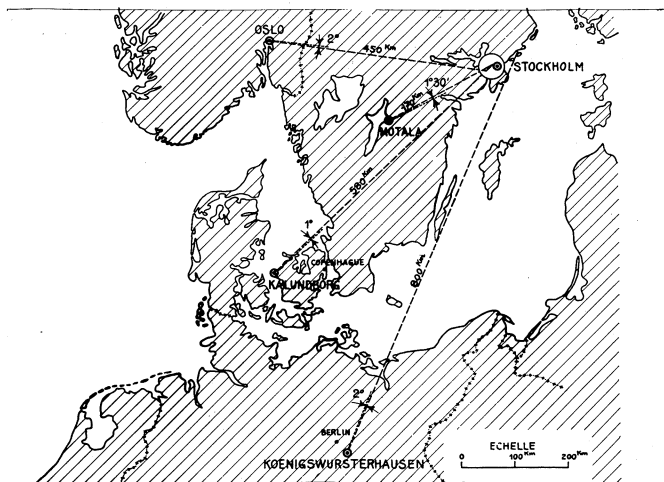 OSLO
2°
450 Km
STOCKHOLM
1°30'
MOTALA
580 Km
1°
COPENHAGUE
KALUNDBORG
800 Km
2°
BERLIN
KOENIGSWURSTERHAUSEN
ECHELLE
0 100 Km 200 Km